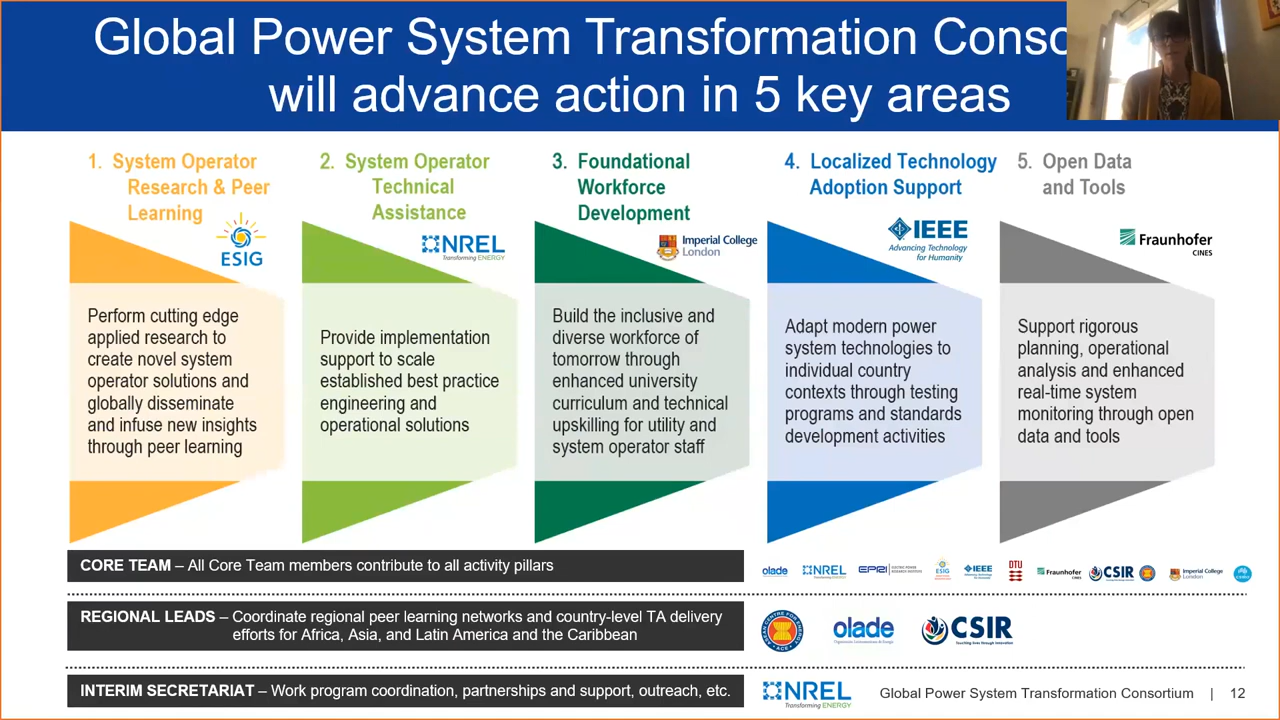 Global Power System Transformation Conso
will advance action in 5 key areas
1. System Operator
Research & Peer
Learning
ESIG
2. System Operator
Technical
Assistance
NREL
Transforming ENERGY
3. Foundational
Workforce
Development
Imperial College
London
4. Localized Technology
Adoption Support
IEEE
Advancing Technology
for Humanity
5. Open Data
and Tools
Fraunhofer
CINES
Perform cutting edge
applied research to
create novel system
operator solutions and
globally disseminate
and infuse new insights
through peer learning
Provide implementation
support to scale
established best practice
engineering and
operational solutions
Build the inclusive and
diverse workforce of
tomorrow through
enhanced university
curriculum and technical
upskilling for utility and
system operator staff
Adapt modern power
system technologies to
individual country
contexts through testing
programs and standards
development activities
Support rigorous
planning, operational
analysis and enhanced
real-time system
monitoring through open
data and tools
CORE TEAM – All Core Team members contribute to all activity pillars
olade
NREL
Transforming ENERGY
EPRI
ESIG
IEEE
DTU
Fraunhofer
CINES
CSIR
Imperial College
London
REGIONAL LEADS – Coordinate regional peer learning networks and country-level TA delivery
efforts for Africa, Asia, and Latin America and the Caribbean
olade
CSIR
Touching lives through innovation
INTERIM SECRETARIAT – Work program coordination, partnerships and support, outreach, etc.
NREL
Transforming ENERGY
Global Power System Transformation Consortium | 12